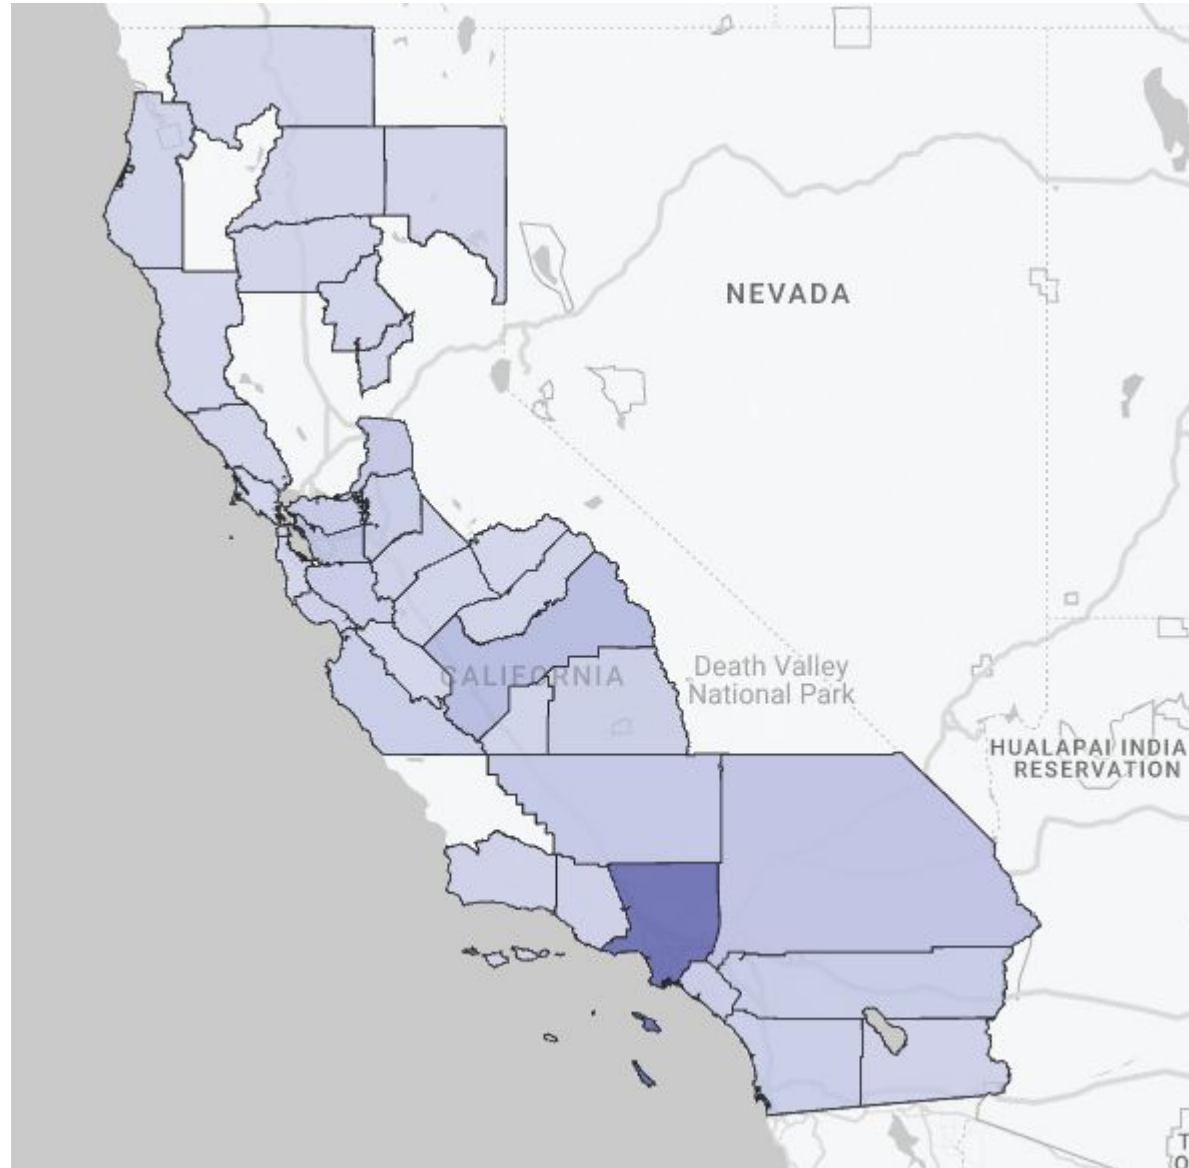 NEVADA
CALIFORNIA
Death Valley
National Park
HUALAPAI INDIA
RESERVATION